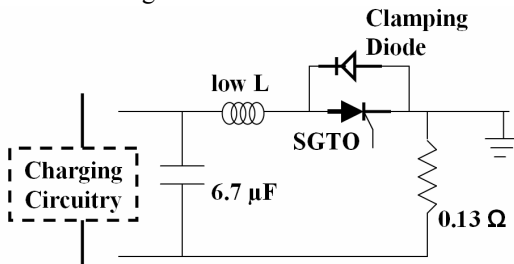 Clamping
Diode
low L
SGTO
Charging
Circuitry
6.7 µF
0.13 Ω